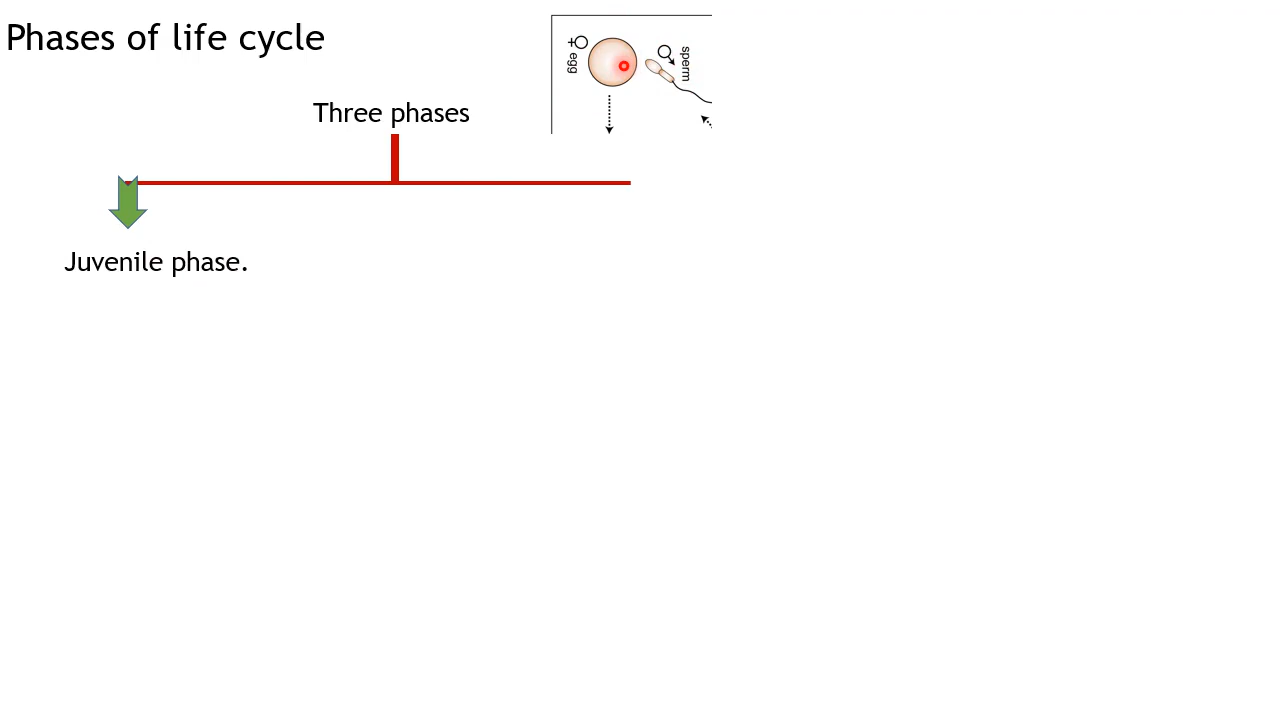 Phases of life cycle
♀ egg
sperm
Three phases
Juvenile phase.